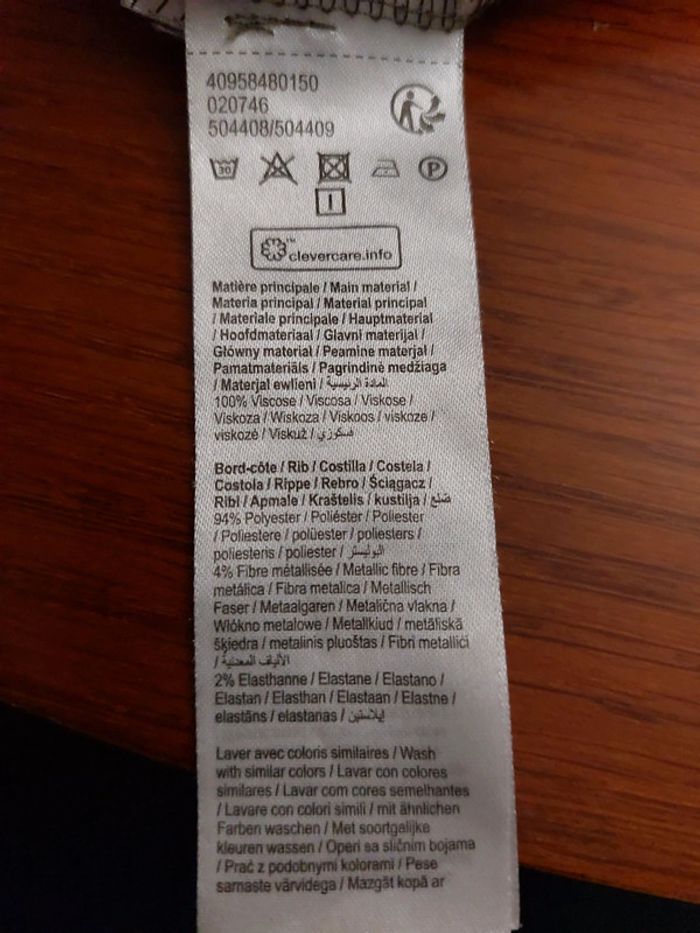 40958480150
020746
504408/504409
30
P
I
clevercare.info
TM
Matière principale / Main material /
Materia principal / Material principal
/ Materiale principale / Hauptmaterial
/ Hoofdmateriaal / Glavni materijal /
Główny materiał / Peamine materjal /
Pamatmateriāls / Pagrindinė medžiaga
/ Materjal ewlieni / المادة الرئيسية
100% Viscose / Viscosa / Viskose /
Viskoza / Wiskoza / Viskoos / viskoze /
viskozė / Viskuż / فسكوزي
Bord-côte / Rib / Costilla / Costela /
Costola / Rippe / Rebro / Ściągacz /
Ribi / Apmale / Kraštelis / kustilja / ضلع
94% Polyester / Poliéster / Poliester
/ Poliestere / polüester / poliesters /
poliesteris / poliester / البوليستر
4% Fibre métallisée / Metallic fibre / Fibra
metálica / Fibra metalica / Metallisch
Faser / Metaalgaren / Metalična vlakna /
Włókno metalowe / Metallkiud / metāliskā
šķiedra / metalinis pluoštas / Fibri metallići
/ الألياف المعدنية
2% Elasthanne / Elastane / Elastano /
Elastan / Elasthan / Elastaan / Elastne /
elastāns / elastanas / إيلاستين
Laver avec coloris similaires / Wash
with similar colors / Lavar con colores
similares / Lavar com cores semelhantes
/ Lavare con colori simili / mit ähnlichen
Farben waschen / Met soortgelijke
kleuren wassen / Operi sa sličnim bojama
/ Prać z podobnymi kolorami / Pese
sarnaste värvidega / Mazgāt kopā ar